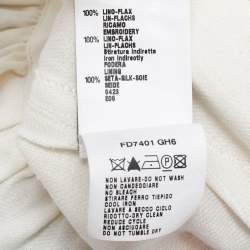 100% LINO-FLAX
LIN-FLACHS
RICAMO
EMBROIDERY
100% LINO-FLAX
LIN-FLACHS
Stirature indiretta
Iron indirectly
FODERA
LINING
100% SETA-SILK-SOIE
SEIDE
0423
E06
FD7401 GH6
NON LAVARE-DO NOT WASH
NON CANDEGGIARE
NO BLEACH
STIRARE FERRO TIEPIDO
COOL IRON
LAVARE A SECCO CICLO
RIDOTTO-DRY CLEAN
REDUCED CYCLE
NON ASCIUGARE
DO NOT TUMBLE DRY